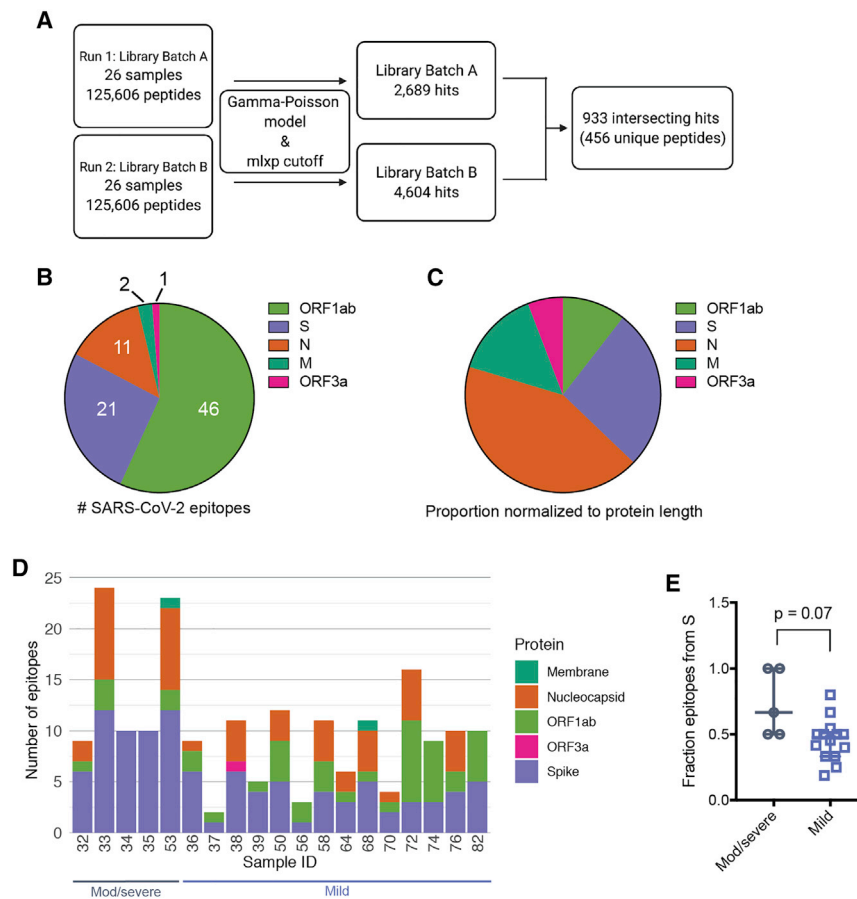 A
Run 1: Library Batch A
26 samples
125,606 peptides
Run 2: Library Batch B
26 samples
125,606 peptides
Gamma-Poisson
model
&
mlxp cutoff
Library Batch A
2,689 hits
Library Batch B
4,604 hits
933 intersecting hits
(456 unique peptides)
B
2
1
11
21
46
ORF1ab
S
N
M
ORF3a
# SARS-CoV-2 epitopes
C
ORF1ab
S
N
M
ORF3a
Proportion normalized to protein length
D
Number of epitopes
25
20
15
10
5
0
32 33 34 35 53 36 37 38 39 50 56 58 64 68 70 72 74 76 82
Sample ID
Mod/severe Mild
Protein
Membrane
Nucleocapsid
ORF1ab
ORF3a
Spike
E
Fraction epitopes from S
1.5
1.0
0.5
0.0
p = 0.07
Mod/severe Mild